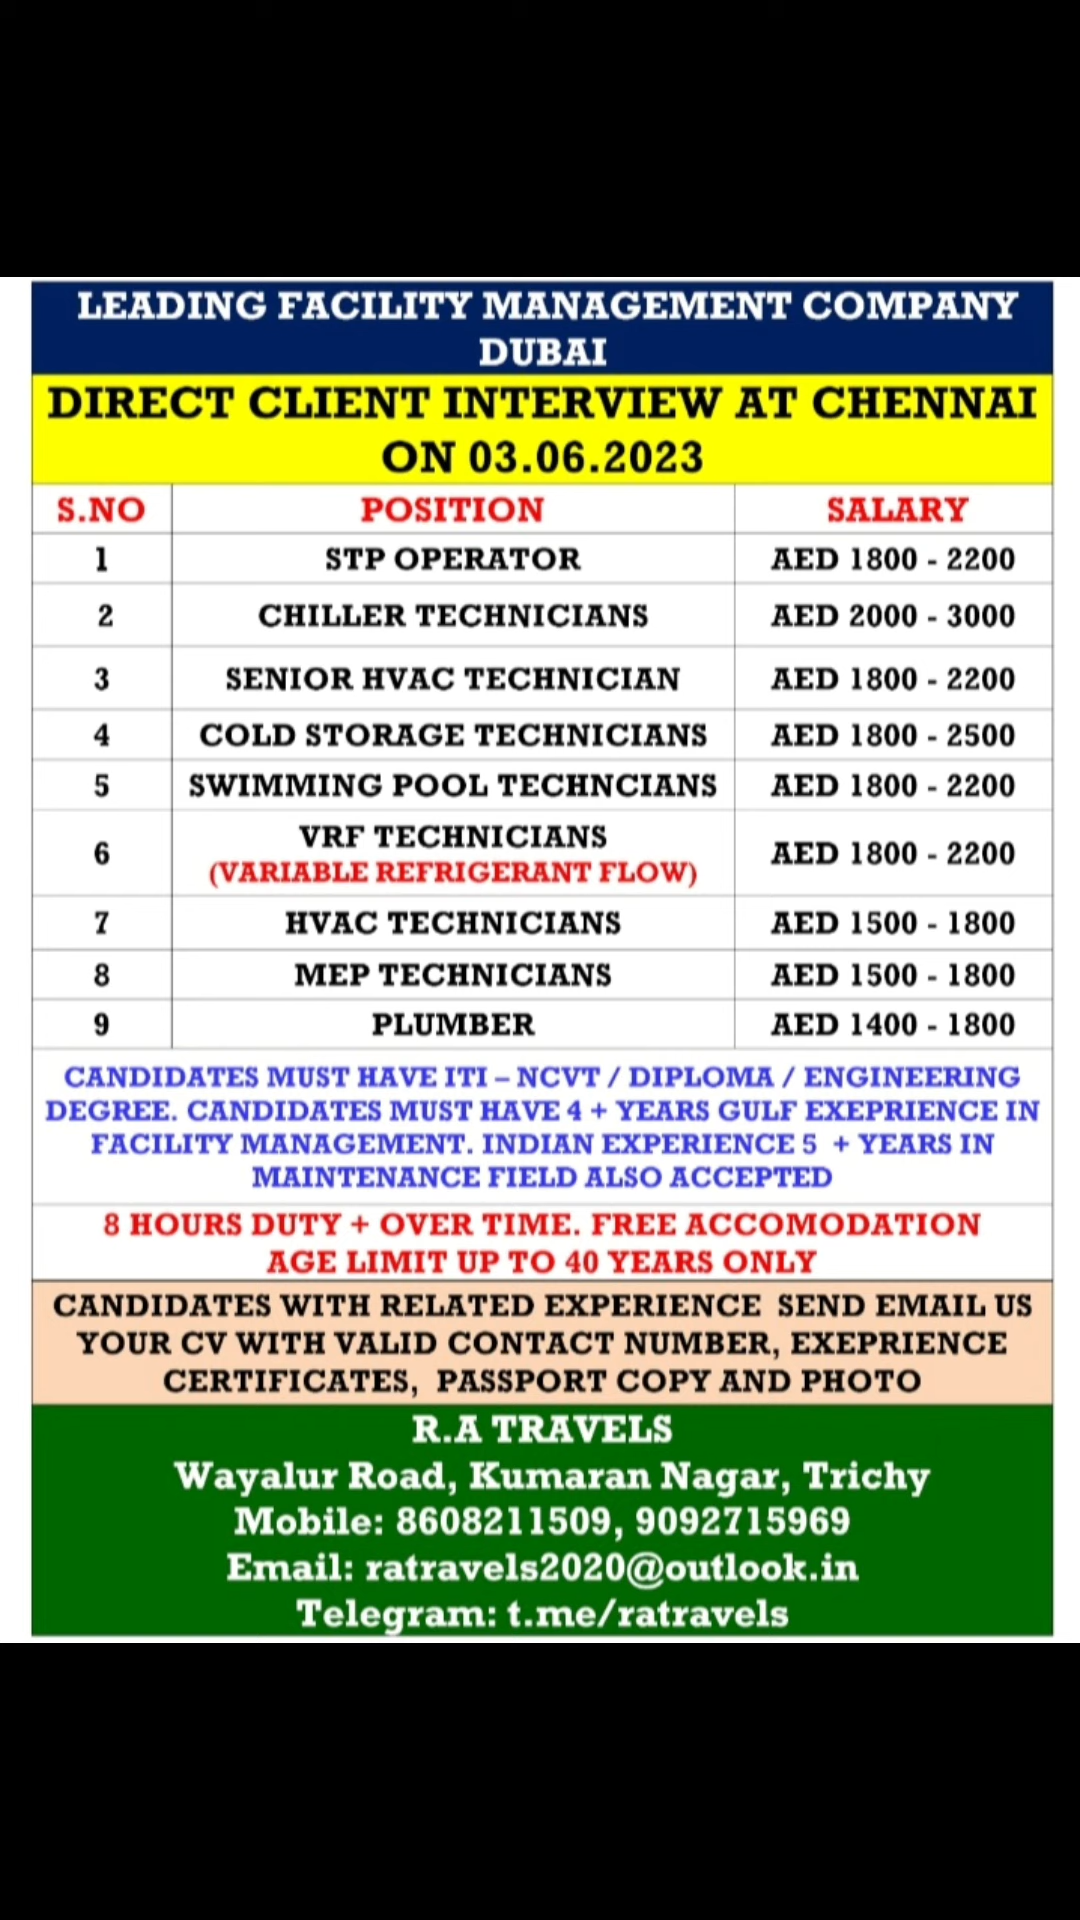 LEADING FACILITY MANAGEMENT COMPANY
DUBAI
DIRECT CLIENT INTERVIEW AT CHENNAI
ON 03.06.2023
S.NO POSITION SALARY
1 STP OPERATOR AED 1800 - 2200
2 CHILLER TECHNICIANS AED 2000 - 3000
3 SENIOR HVAC TECHNICIAN AED 1800 - 2200
4 COLD STORAGE TECHNICIANS AED 1800 - 2500
5 SWIMMING POOL TECHNCIANS AED 1800 - 2200
6 VRF TECHNICIANS AED 1800 - 2200
(VARIABLE REFRIGERANT FLOW)
7 HVAC TECHNICIANS AED 1500 - 1800
8 MEP TECHNICIANS AED 1500 - 1800
9 PLUMBER AED 1400 - 1800
CANDIDATES MUST HAVE ITI – NCVT / DIPLOMA / ENGINEERING
DEGREE. CANDIDATES MUST HAVE 4 + YEARS GULF EXEPRIENCE IN
FACILITY MANAGEMENT. INDIAN EXPERIENCE 5 + YEARS IN
MAINTENANCE FIELD ALSO ACCEPTED
8 HOURS DUTY + OVER TIME. FREE ACCOMODATION
AGE LIMIT UP TO 40 YEARS ONLY
CANDIDATES WITH RELATED EXPERIENCE SEND EMAIL US
YOUR CV WITH VALID CONTACT NUMBER, EXEPRIENCE
CERTIFICATES, PASSPORT COPY AND PHOTO
R.A TRAVELS
Wayalur Road, Kumaran Nagar, Trichy
Mobile: 8608211509, 9092715969
Email: ratravels2020@outlook.in
Telegram: t.me/ratravels